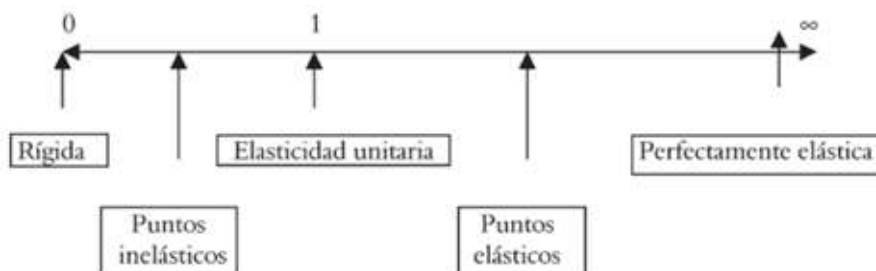 0 1 ∞
Rígida Elasticidad unitaria Perfectamente elástica
Puntos
inelásticos
Puntos
elásticos